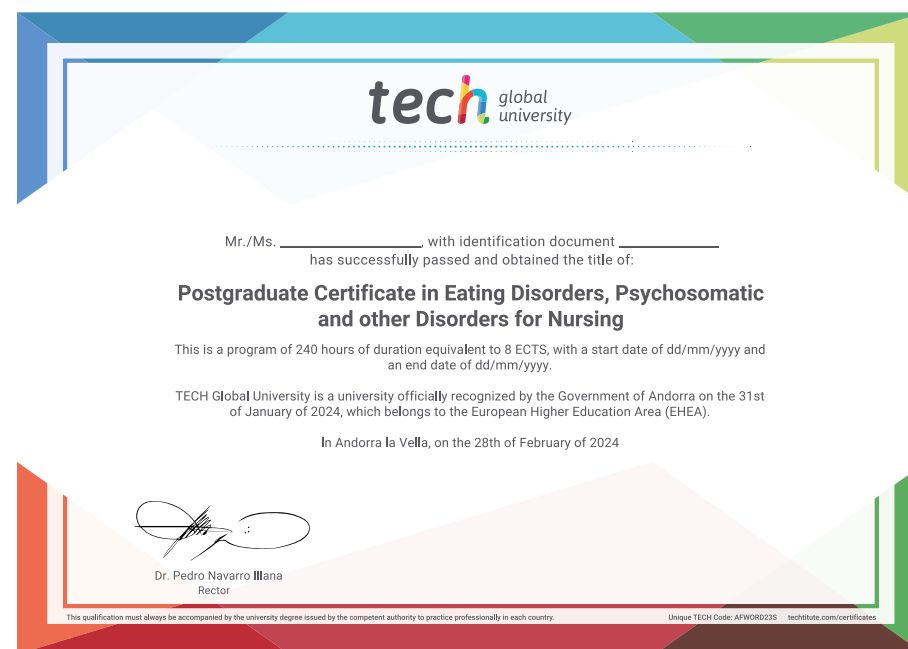 tech global university
Mr./Ms. ____________, with identification document ____________
has successfully passed and obtained the title of:
Postgraduate Certificate in Eating Disorders, Psychosomatic
and other Disorders for Nursing
This is a program of 240 hours of duration equivalent to 8 ECTS, with a start date of dd/mm/yyyy and
an end date of dd/mm/yyyy.
TECH Global University is a university officially recognized by the Government of Andorra on the 31st
of January of 2024, which belongs to the European Higher Education Area (EHEA).
In Andorra la Vella, on the 28th of February of 2024
Dr. Pedro Navarro Illana
Rector
This qualification must always be accompanied by the university degree issued by the competent authority to practice professionally in each country.
Unique TECH Code: AFWORD23S techtitute.com/certificates